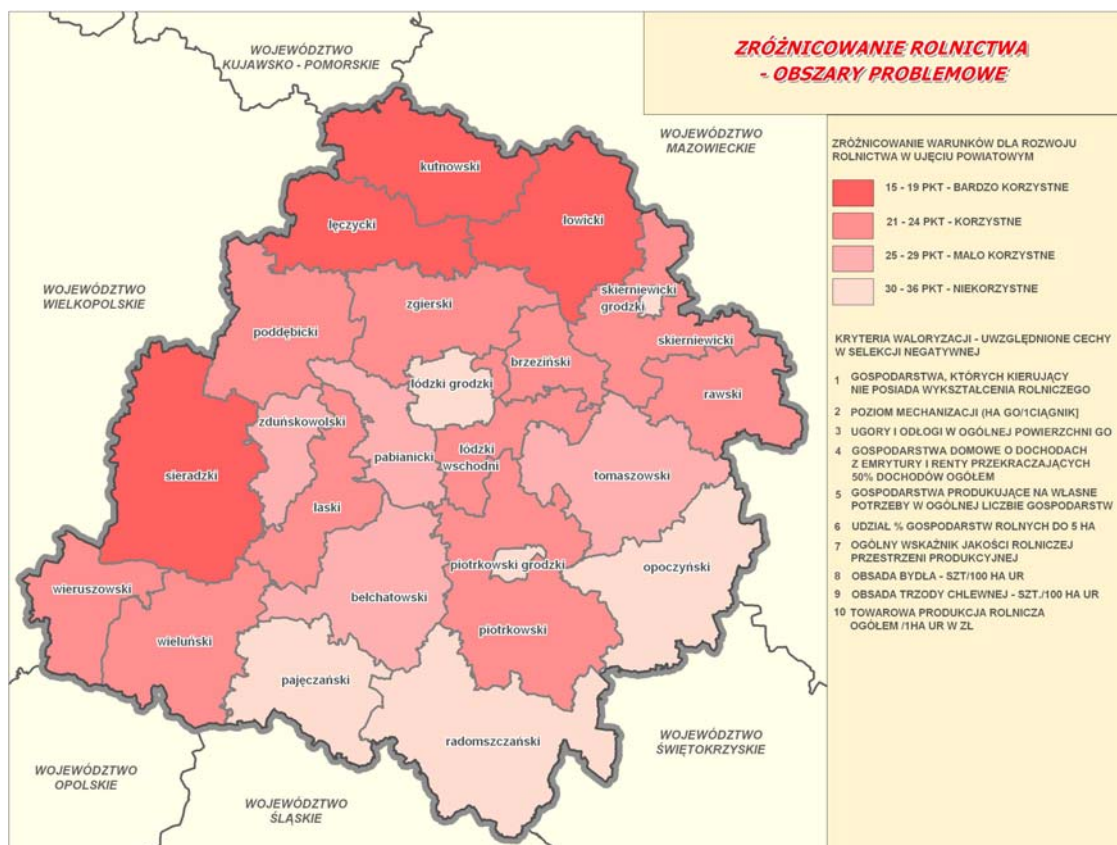 ZRÓŻNICOWANIE ROLNICTWA
- OBSZARY PROBLEMOWE
WOJEWÓDZTWO
KUJAWSKO - POMORSKIE
WOJEWÓDZTWO
MAZOWIECKIE
WOJEWÓDZTWO
WIELKOPOLSKIE
WOJEWÓDZTWO
OPOLSKIE
WOJEWÓDZTWO
ŚLĄSKIE
WOJEWÓDZTWO
ŚWIĘTOKRZYSKIE
kutnowski
łęczycki
łowicki
skierniewicki
grodzki
zgierski
poddębicki
skierniewicki
brzeziński
łódzki grodzki
rawski
zduńskowolski
pabianicki
łódzki
wschodni
sieradzki
tomaszowski
łaski
piotrkowski grodzki
opoczyński
wieruszowski
bełchatowski
piotrkowski
wieluński
pajęczański
radomszczański
ZRÓŻNICOWANIE WARUNKÓW DLA ROZWOJU
ROLNICTWA W UJĘCIU POWIATOWYM
15 - 19 PKT - BARDZO KORZYSTNE
21 - 24 PKT - KORZYSTNE
25 - 29 PKT - MAŁO KORZYSTNE
30 - 36 PKT - NIEKORZYSTNE
KRYTERIA WALORYZACJI - UWZGLĘDNIONE CECHY
W SELEKCJI NEGATYWNEJ
1 GOSPODARSTWA, KTÓRYCH KIERUJĄCY
NIE POSIADA WYKSZTAŁCENIA ROLNICZEGO
2 POZIOM MECHANIZACJI (HA GO/1CIĄGNIK]
3 UGORY I ODŁOGI W OGÓLNEJ POWIERZCHNI GO
4 GOSPODARSTWA DOMOWE O DOCHODACH
Z EMRYTURY I RENTY PRZEKRACZAJĄCYCH
50% DOCHODÓW OGÓŁEM
5 GOSPODARSTWA PRODUKUJĄCE NA WŁASNE
POTRZEBY W OGÓLNEJ LICZBIE GOSPODARSTW
6 UDZIAŁ % GOSPODARSTW ROLNYCH DO 5 HA
7 OGÓLNY WSKAŹNIK JAKOŚCI ROLNICZEJ
PRZESTRZENI PRODUKCYJNEJ
8 OBSADA BYDŁA - SZT/100 HA UR
9 OBSADA TRZODY CHLEWNEJ - SZT./100 HA UR
10 TOWAROWA PRODUKCJA ROLNICZA
OGÓŁEM /1HA UR W ZŁ